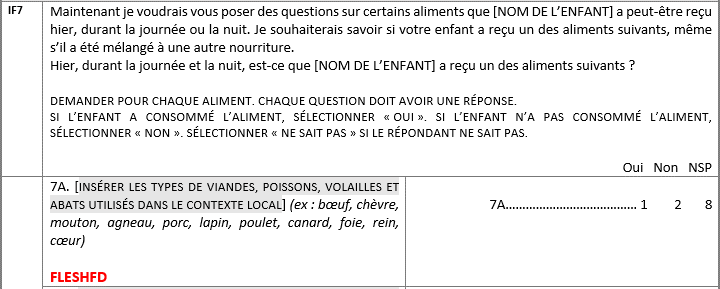 IF7
Maintenant je voudrais vous poser des questions sur certains aliments que [NOM DE L’ENFANT] a peut-être reçu
hier, durant la journée ou la nuit. Je souhaiterais savoir si votre enfant a reçu un des aliments suivants, même
s’il a été mélangé à une autre nourriture.
Hier, durant la journée et la nuit, est-ce que [NOM DE L’ENFANT] a reçu un des aliments suivants ?
DEMANDER POUR CHAQUE ALIMENT. CHAQUE QUESTION DOIT AVOIR UNE RÉPONSE.
SI L’ENFANT A CONSOMMÉ L’ALIMENT, SÉLECTIONNER « OUI ». SI L’ENFANT N’A PAS CONSOMMÉ L’ALIMENT,
SÉLECTIONNER « NON ». SÉLECTIONNER « NE SAIT PAS » SI LE RÉPONDANT NE SAIT PAS.
Oui Non NSP
7A. [INSÉRER LES TYPES DE VIANDES, POISSONS, VOLAILLES ET
ABATS UTILISÉS DANS LE CONTEXTE LOCAL] (ex : bœuf, chèvre,
mouton, agneau, porc, lapin, poulet, canard, foie, rein,
cœur)
7A....................................... 1 2 8
FLESHFD